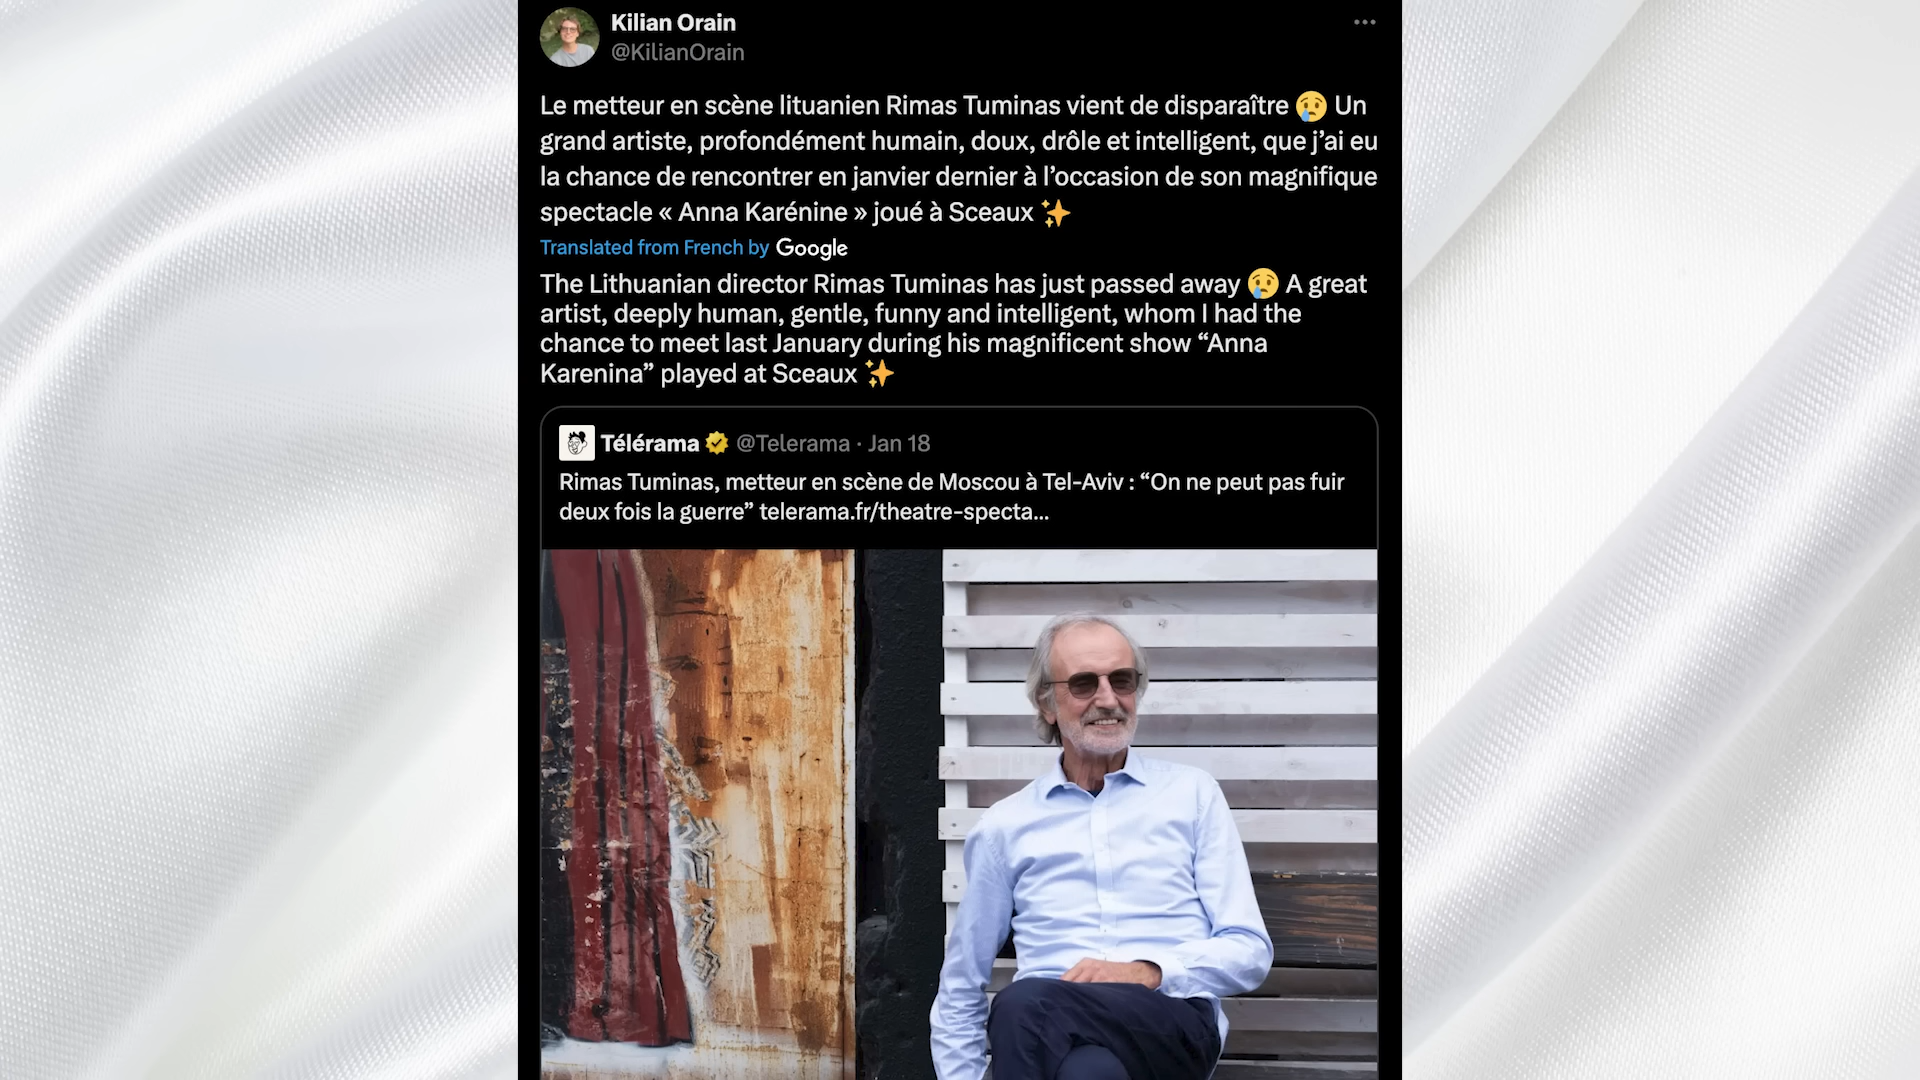 Kilian Orain
@KilianOrain
Le metteur en scène lituanien Rimas Tuminas vient de disparaître 😢 Un
grand artiste, profondément humain, doux, drôle et intelligent, que j’ai eu
la chance de rencontrer en janvier dernier à l’occasion de son magnifique
spectacle « Anna Karénine » joué à Sceaux ✨
Translated from French by Google
The Lithuanian director Rimas Tuminas has just passed away 😢 A great
artist, deeply human, gentle, funny and intelligent, whom I had the
chance to meet last January during his magnificent show “Anna
Karenina” played at Sceaux ✨
Télérama @Telerama · Jan 18
Rimas Tuminas, metteur en scène de Moscou à Tel-Aviv : “On ne peut pas fuir
deux fois la guerre” telerama.fr/theatre-specta...